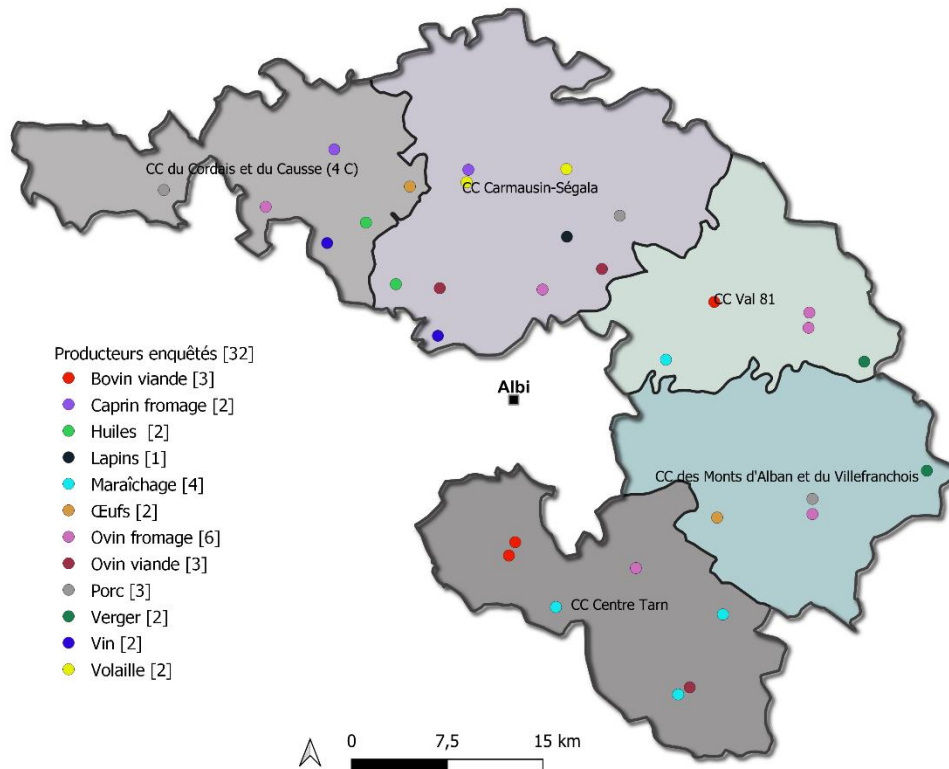 CC du Cordais et du Causse (4 C)
CC Carmausin-Ségala
CC Val 81
Producteurs enquêtés [32]
Bovin viande [3]
Caprin fromage [2]
Huiles [2]
Lapins [1]
Maraîchage [4]
Œufs [2]
Ovin fromage [6]
Ovin viande [3]
Porc [3]
Verger [2]
Vin [2]
Volaille [2]
Albi
CC des Monts d'Alban et du Villefranchois
CC Centre Tarn
0 7,5 15 km